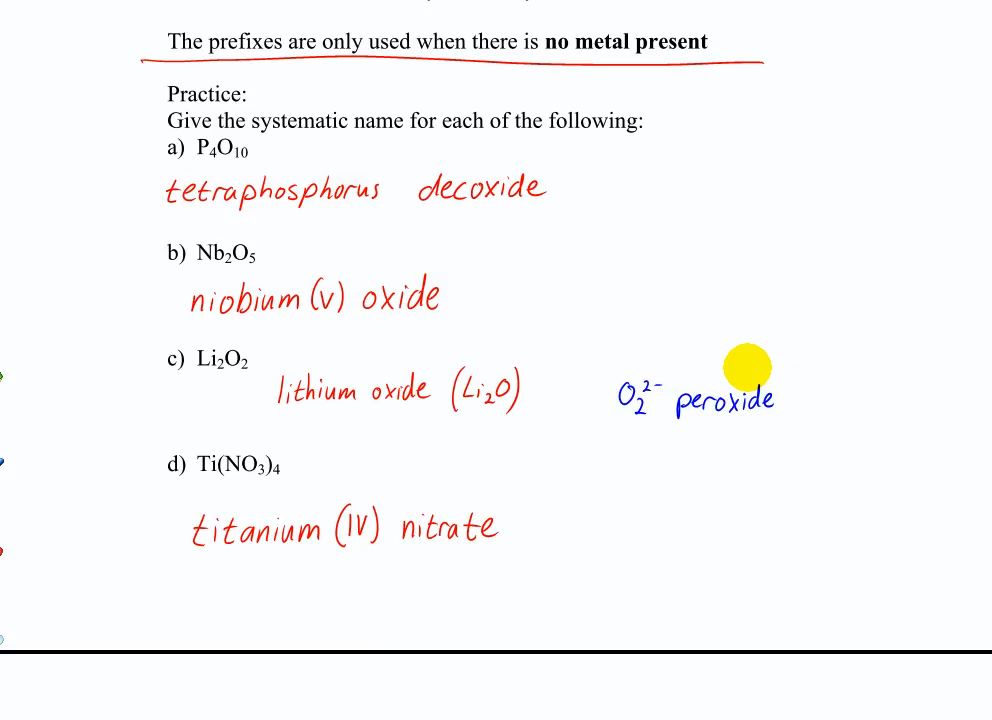 The prefixes are only used when there is no metal present
Practice:
Give the systematic name for each of the following:
a) P₄O₁₀
tetraphosphorus decoxide
b) Nb₂O₅
niobium (V) oxide
c) Li₂O₂
lithium oxide (Li₂O) O₂²⁻ peroxide
d) Ti(NO₃)₄
titanium (IV) nitrate